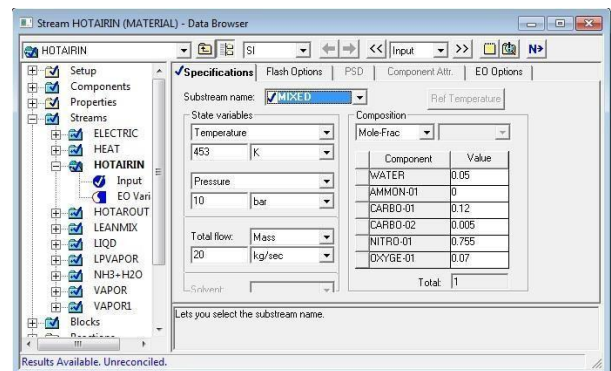 Stream HOTAIRIN (MATERIAL) - Data Browser
HOTAIRIN SI << Input >> N>
Setup
Components
Properties
Streams
ELECTRIC
HEAT
HOTAIRIN
Input
EO Vari
HOTAROUT
LEANMIX
LIQD
LPVAPOR
NH3+H2O
VAPOR
VAPOR1
Blocks
Specifications Flash Options PSD Component Attr. EO Options
Substream name: MIXED Ref Temperature
State variables
Temperature
453 K
Pressure
10 bar
Total flow: Mass
20 kg/sec
Solvent:
Composition
Mole-Frac
Component Value
WATER 0.05
AMMON-01 0
CARBO-01 0.12
CARBO-02 0.005
NITRO-01 0.755
OXYGE-01 0.07
Total: 1
Lets you select the substream name.
Results Available. Unreconciled.